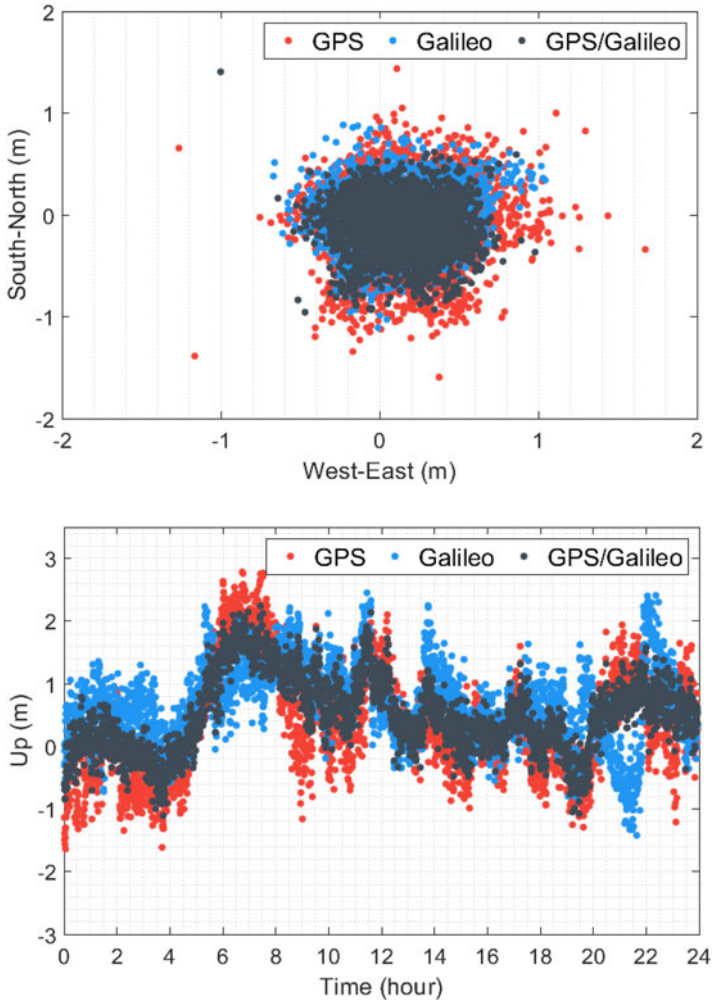 2
GPS Galileo GPS/Galileo
1
0
-1
-2
South-North (m)
-2 -1 0 1 2
West-East (m)
3
GPS Galileo GPS/Galileo
2
1
0
-1
-2
-3
Up (m)
0 2 4 6 8 10 12 14 16 18 20 22 24
Time (hour)